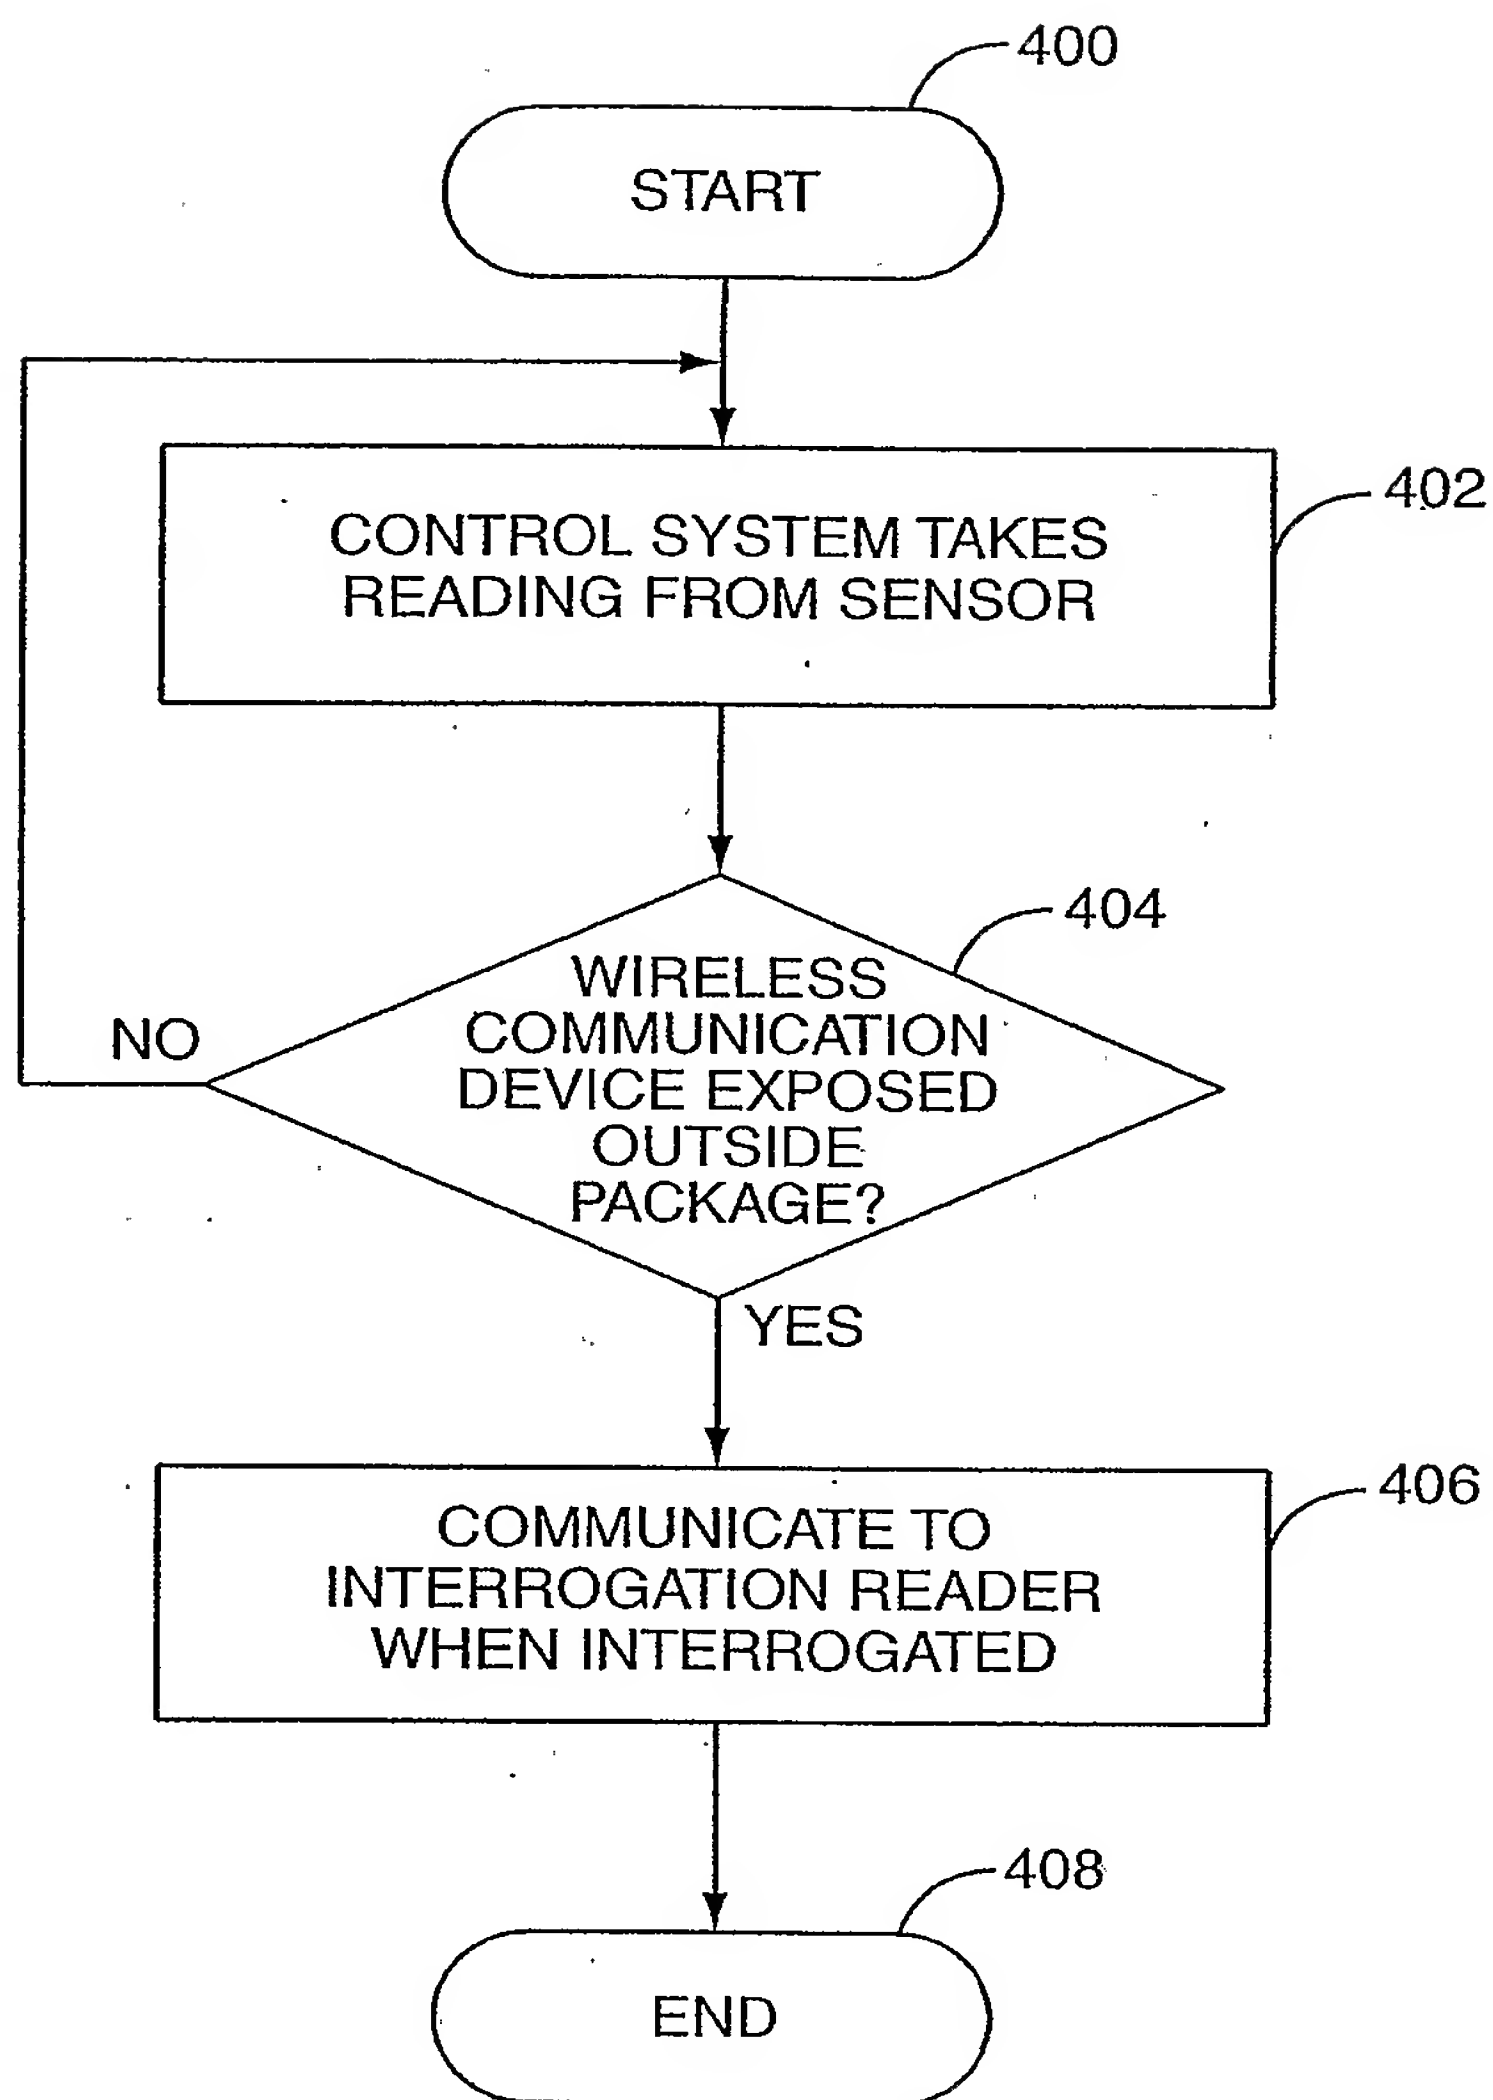 400
START
CONTROL SYSTEM TAKES
READING FROM SENSOR
402
404
WIRELESS
COMMUNICATION
DEVICE EXPOSED
OUTSIDE
PACKAGE?
NO
YES
COMMUNICATE TO
INTERROGATION READER
WHEN INTERROGATED
406
408
END